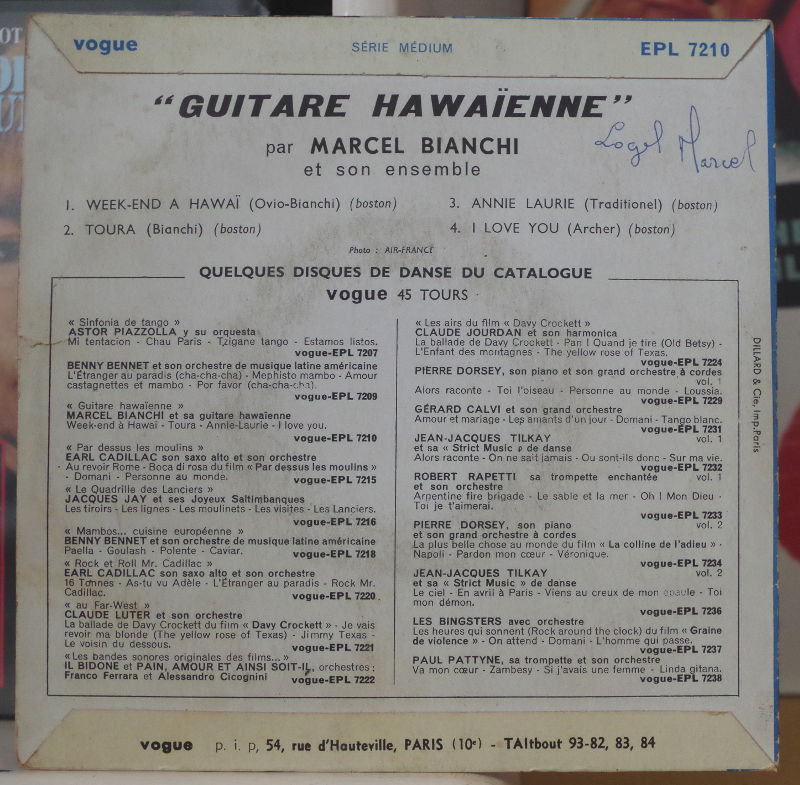 vogue SÉRIE MÉDIUM EPL 7210
“GUITARE HAWAÏENNE”
par MARCEL BIANCHI
et son ensemble
Logel Marcel
1. WEEK-END A HAWAÏ (Ovio-Bianchi) (boston)
2. TOURA (Bianchi) (boston)
3. ANNIE LAURIE (Traditionel) (boston)
4. I LOVE YOU (Archer) (boston)
Photo : AIR-FRANCE
QUELQUES DISQUES DE DANSE DU CATALOGUE
vogue 45 TOURS
« Sinfonia de tango »
ASTOR PIAZZOLLA y su orquesta
Mi tentacion - Chau Paris - Tzigane tango - Estamos listos.
vogue-EPL 7207
BENNY BENNET et son orchestre de musique latine américaine
L'Étranger au paradis (cha-cha-cha) - Mephisto mambo - Amour
castagnettes et mambo - Por favor (cha-cha-cha).
vogue-EPL 7209
« Guitare hawaïenne »
MARCEL BIANCHI et sa guitare hawaïenne
Week-end à Hawaï - Toura - Annie-Laurie - I love you.
vogue-EPL 7210
« Par dessus les moulins »
EARL CADILLAC son saxo alto et son orchestre
Au revoir Rome - Boca di rosa du film « Par dessus les moulins »
- Domani - Personne au monde. vogue-EPL 7215
« Le Quadrille des Lanciers »
JACQUES JAY et ses Joyeux Saltimbanques
Les tiroirs - Les lignes - Les moulinets - Les visites - Les Lanciers.
vogue-EPL 7216
« Mambos... cuisine européenne »
BENNY BENNET et son orchestre de musique latine américaine
Paella - Goulash - Polente - Caviar. vogue-EPL 7218
« Rock et Roll Mr. Cadillac »
EARL CADILLAC son saxo alto et son orchestre
16 Tonnes - As-tu vu Adèle - L'Étranger au paradis - Rock Mr.
Cadillac. vogue-EPL 7220
« au Far-West »
CLAUDE LUTER et son orchestre
La ballade de Davy Crockett du film « Davy Crockett » - Je vais
revoir ma blonde (The yellow rose of Texas) - Jimmy Texas -
Le voisin du dessous. vogue-EPL 7221
« Les bandes sonores originales des films... »
IL BIDONE et PAIN, AMOUR ET AINSI SOIT-IL, orchestres :
Franco Ferrara et Alessandro Cicognini vogue-EPL 7222
« Les airs du film « Davy Crockett »
CLAUDE JOURDAN et son harmonica
La ballade de Davy Crockett - Pan ! Quand je tire (Old Betsy) -
L'Enfant des montagnes - The yellow rose of Texas.
vogue-EPL 7224
PIERRE DORSEY, son piano et son grand orchestre à cordes
vol. 1
Alors raconte - Toi l'oiseau - Personne au monde - Loussia.
vogue-EPL 7229
GÉRARD CALVI et son grand orchestre
Amour et mariage - Les amants d'un jour - Domani - Tango blanc.
vogue-EPL 7231
JEAN-JACQUES TILKAY vol. 1
et sa « Strict Music » de danse
Alors raconte - On ne sait jamais - Ou sont-ils donc - Sur ma vie.
vogue-EPL 7232
ROBERT RAPETTI sa trompette enchantée vol. 1
et son orchestre
Argentine fire brigade - Le sable et la mer - Oh ! Mon Dieu -
Toi je t'aimerai.
vogue-EPL 7233
PIERRE DORSEY, son piano vol. 2
et son grand orchestre à cordes
La plus belle chose au monde du film « La colline de l'adieu » -
Napoli - Pardon mon cœur - Véronique.
vogue-EPL 7234
JEAN-JACQUES TILKAY vol. 2
et sa « Strict Music » de danse
Le ciel - En avril à Paris - Viens au creux de mon épaule - Toi
mon démon.
vogue-EPL 7236
LES BINGSTERS avec orchestre
Les heures qui sonnent (Rock around the clock) du film « Graine
de violence » - On attend - Domani - L'homme qui passe.
vogue-EPL 7237
PAUL PATTYNE, sa trompette et son orchestre
Va mon cœur - Zambesy - Si j'avais une femme - Linda gitana.
vogue-EPL 7238
DILLARD & Cie, Imp. Paris
vogue p. i. p, 54, rue d'Hauteville, PARIS (10e) - TAItbout 93-82, 83, 84